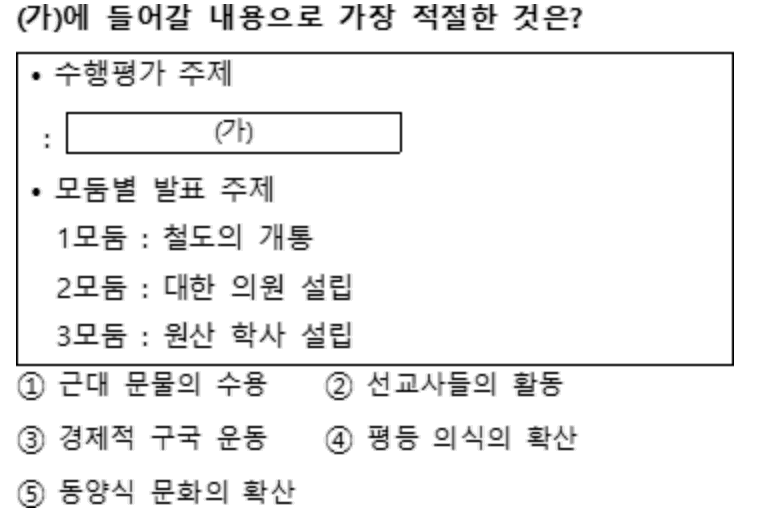 (가)에 들어갈 내용으로 가장 적절한 것은?
• 수행평가 주제
: (가)
• 모둠별 발표 주제
1모둠 : 철도의 개통
2모둠 : 대한 의원 설립
3모둠 : 원산 학사 설립
① 근대 문물의 수용 ② 선교사들의 활동
③ 경제적 구국 운동 ④ 평등 의식의 확산
⑤ 동양식 문화의 확산